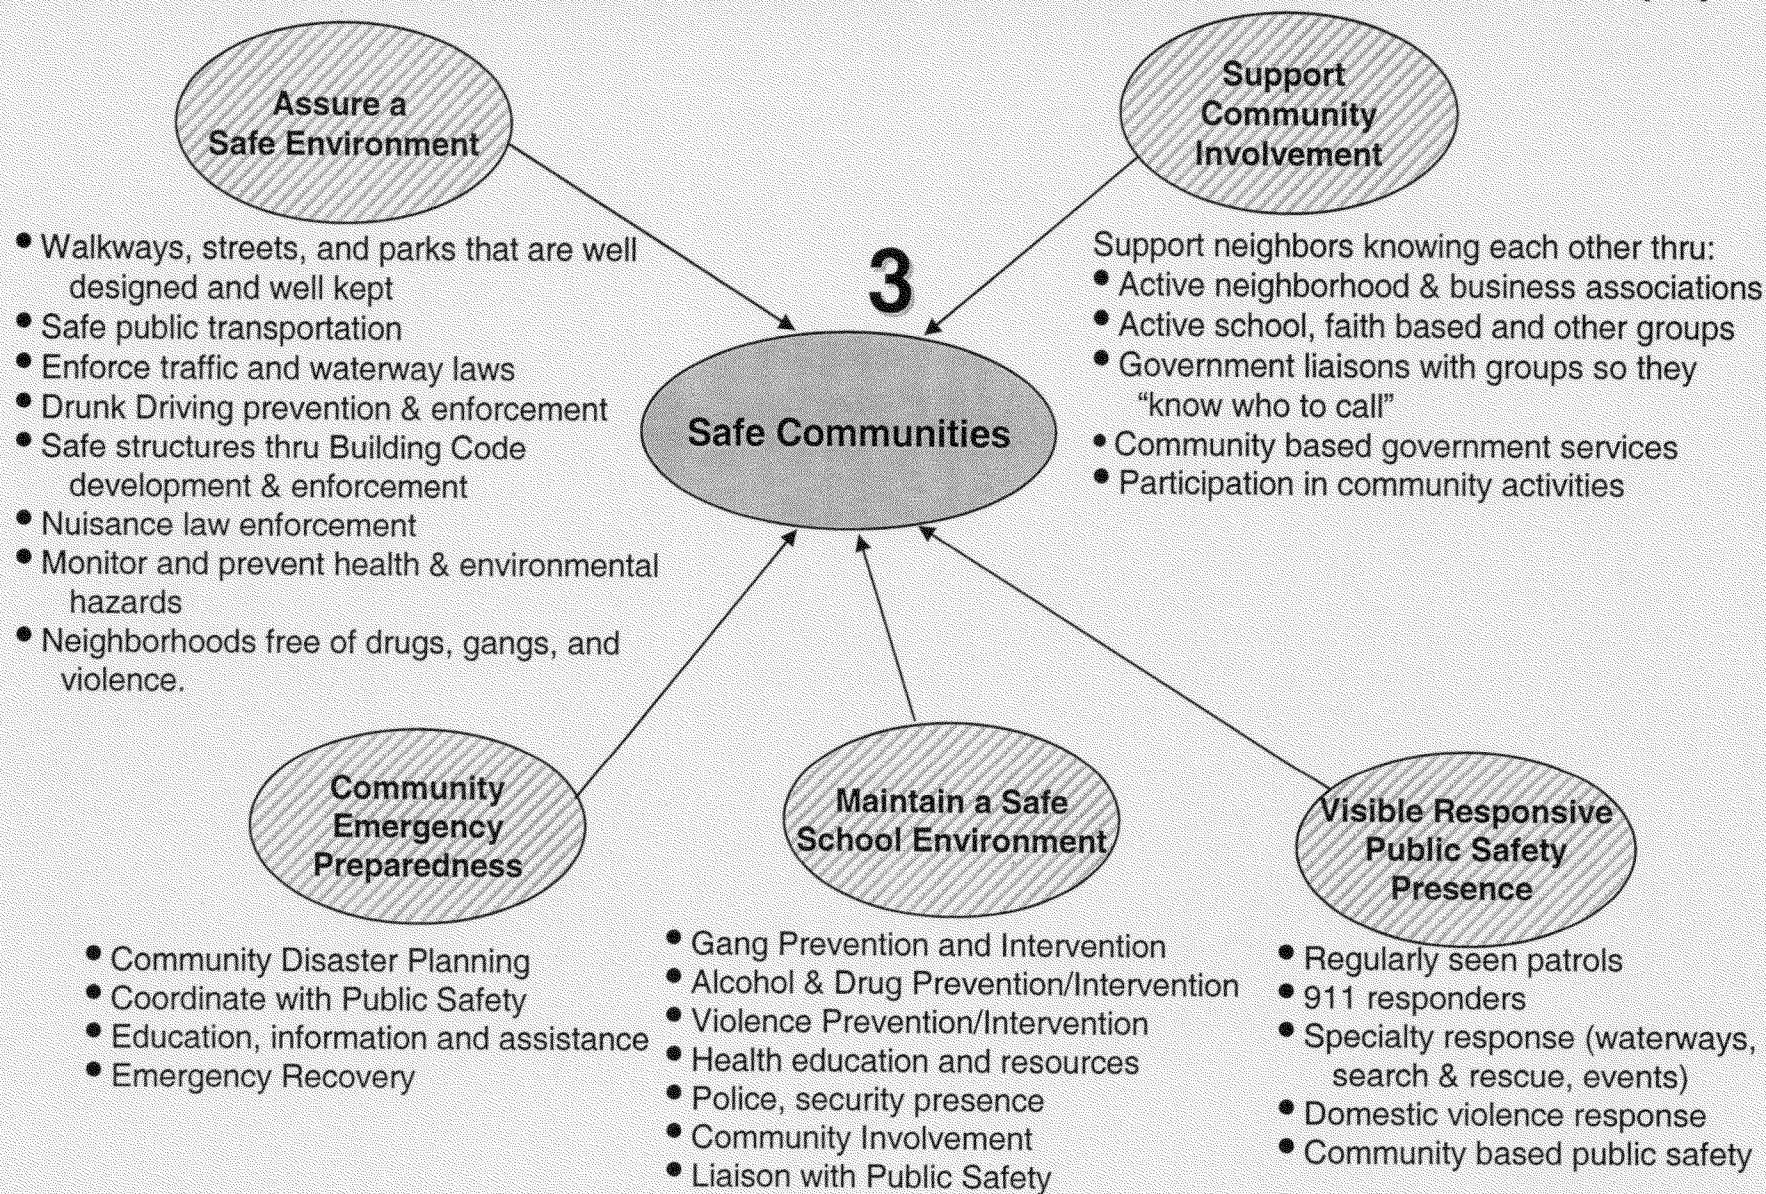 Assure a
Safe Environment
Support
Community
Involvement
• Walkways, streets, and parks that are well
designed and well kept
• Safe public transportation
• Enforce traffic and waterway laws
• Drunk Driving prevention & enforcement
• Safe structures thru Building Code
development & enforcement
• Nuisance law enforcement
• Monitor and prevent health & environmental
hazards
• Neighborhoods free of drugs, gangs, and
violence.
3
Safe Communities
Support neighbors knowing each other thru:
• Active neighborhood & business associations
• Active school, faith based and other groups
• Government liaisons with groups so they
“know who to call”
• Community based government services
• Participation in community activities
Community
Emergency
Preparedness
• Community Disaster Planning
• Coordinate with Public Safety
• Education, information and assistance
• Emergency Recovery
Maintain a Safe
School Environment
• Gang Prevention and Intervention
• Alcohol & Drug Prevention/Intervention
• Violence Prevention/Intervention
• Health education and resources
• Police, security presence
• Community Involvement
• Liaison with Public Safety
Visible Responsive
Public Safety
Presence
• Regularly seen patrols
• 911 responders
• Specialty response (waterways,
search & rescue, events)
• Domestic violence response
• Community based public safety